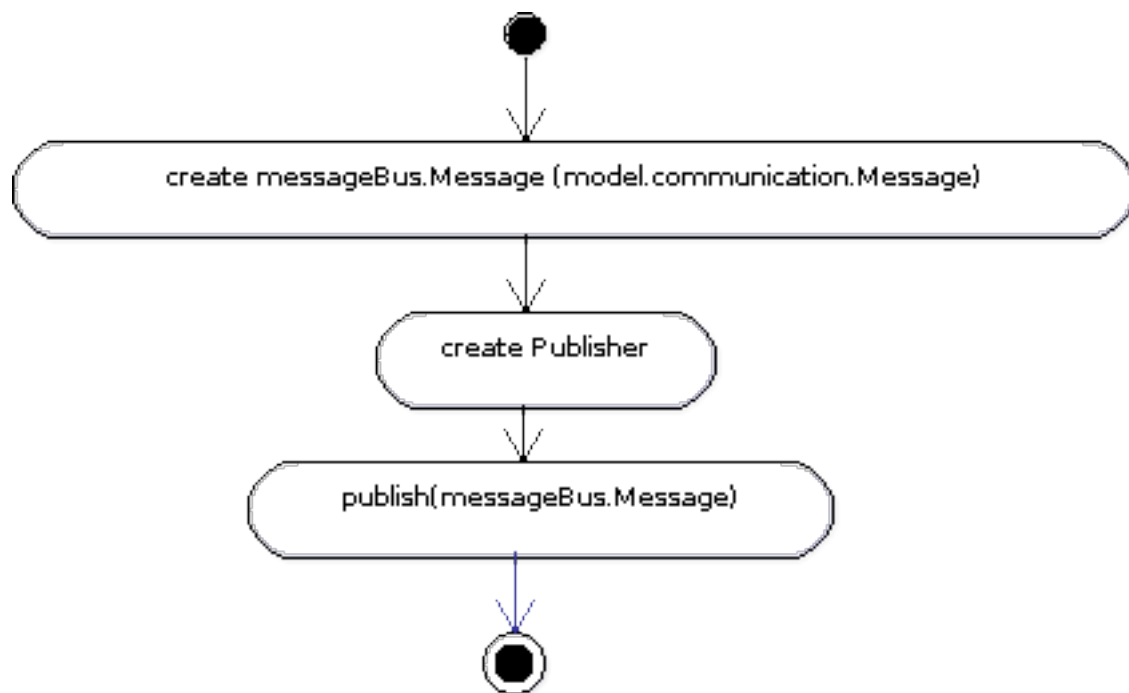 create messageBus.Message (model.communication.Message)
create Publisher
publish(messageBus.Message)